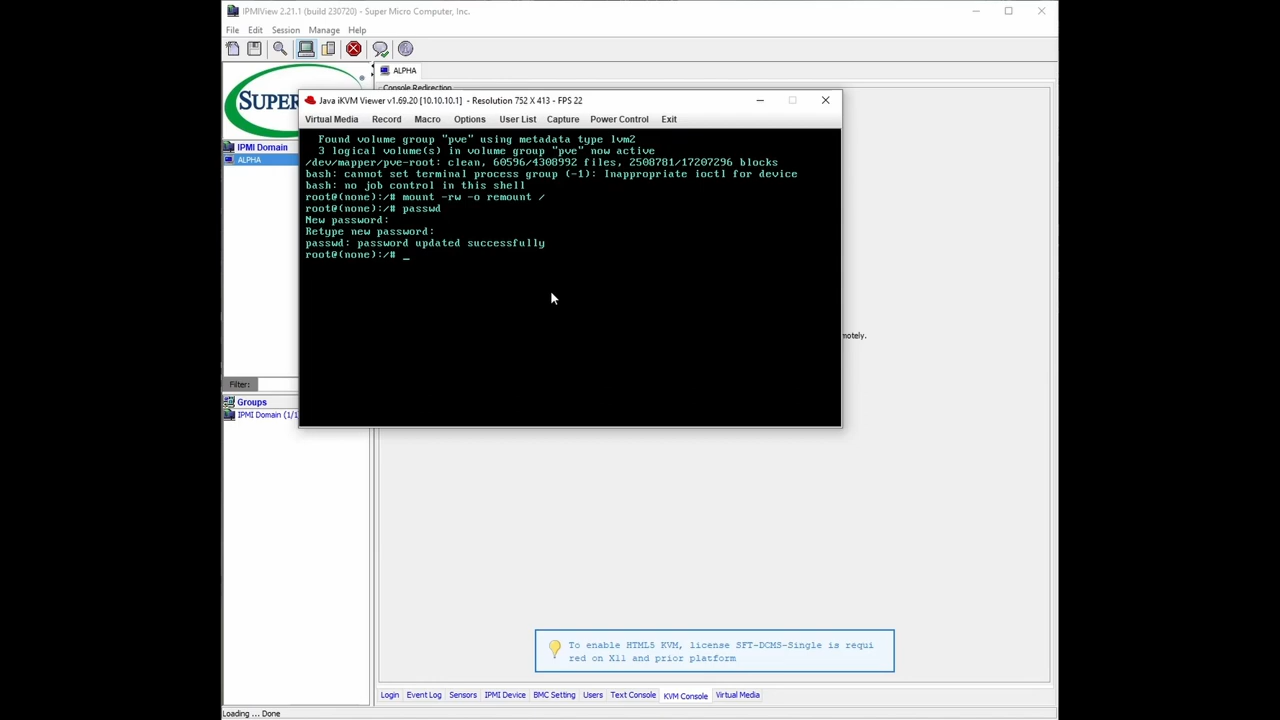 IPMIView 2.21.1 (build 230720) - Super Micro Computer, Inc.
File Edit Session Manage Help
SUPER
ALPHA
Console Redirection
Java iKVM Viewer v1.69.20 [10.10.10.1] - Resolution 752 X 413 - FPS 22
Virtual Media Record Macro Options User List Capture Power Control Exit
Found volume group "pve" using metadata type lvm2
3 logical volume(s) in volume group "pve" now active
/dev/mapper/pve-root: clean, 60596/4308992 files, 2508781/17207296 blocks
bash: cannot set terminal process group (-1): Inappropriate ioctl for device
bash: no job control in this shell
root@(none):/# mount -rw -o remount /
root@(none):/# passwd
New password:
Retype new password:
passwd: password updated successfully
root@(none):/# _
IPMI Domain
ALPHA
motely.
Filter:
Groups
IPMI Domain (1/1
To enable HTML5 KVM, license SFT-DCMS-Single is requi
red on X11 and prior platform
Login Event Log Sensors IPMI Device BMC Setting Users Text Console KVM Console Virtual Media
Loading ... Done